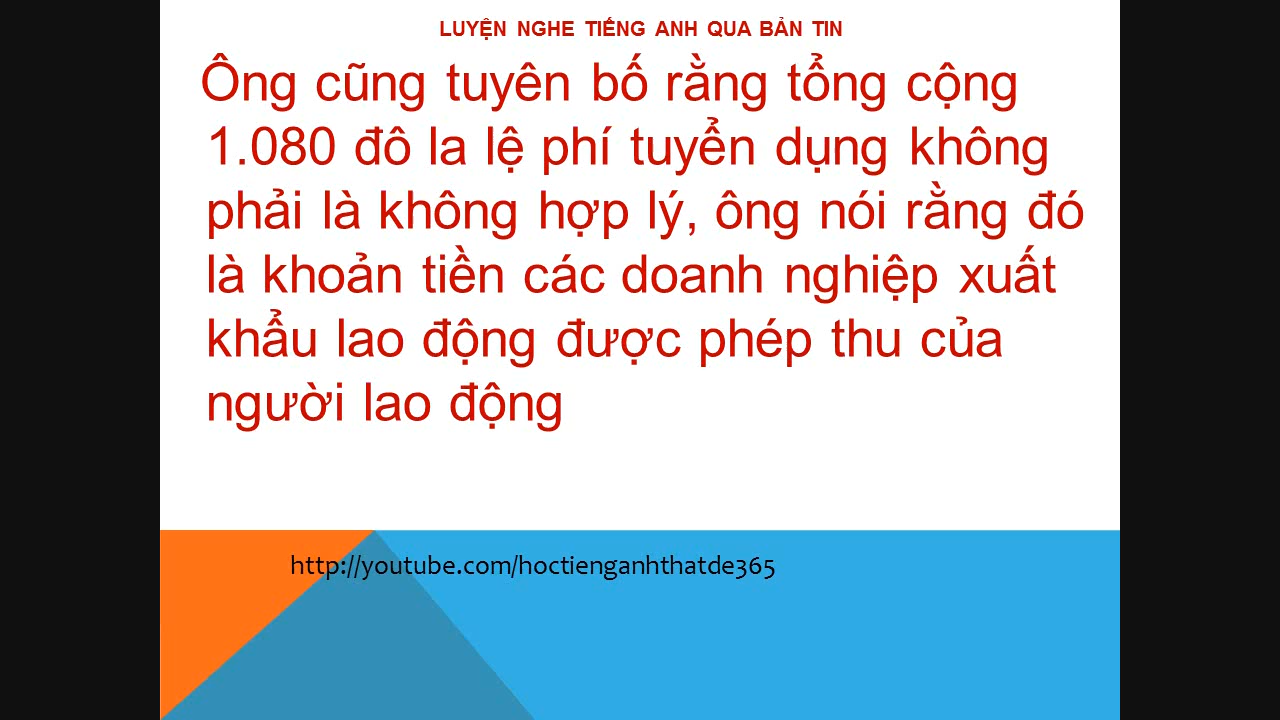 LUYỆN NGHE TIẾNG ANH QUA BẢN TIN
Ông cũng tuyên bố rằng tổng cộng
1.080 đô la lệ phí tuyển dụng không
phải là không hợp lý, ông nói rằng đó
là khoản tiền các doanh nghiệp xuất
khẩu lao động được phép thu của
người lao động
http://youtube.com/hoctienganhthatde365